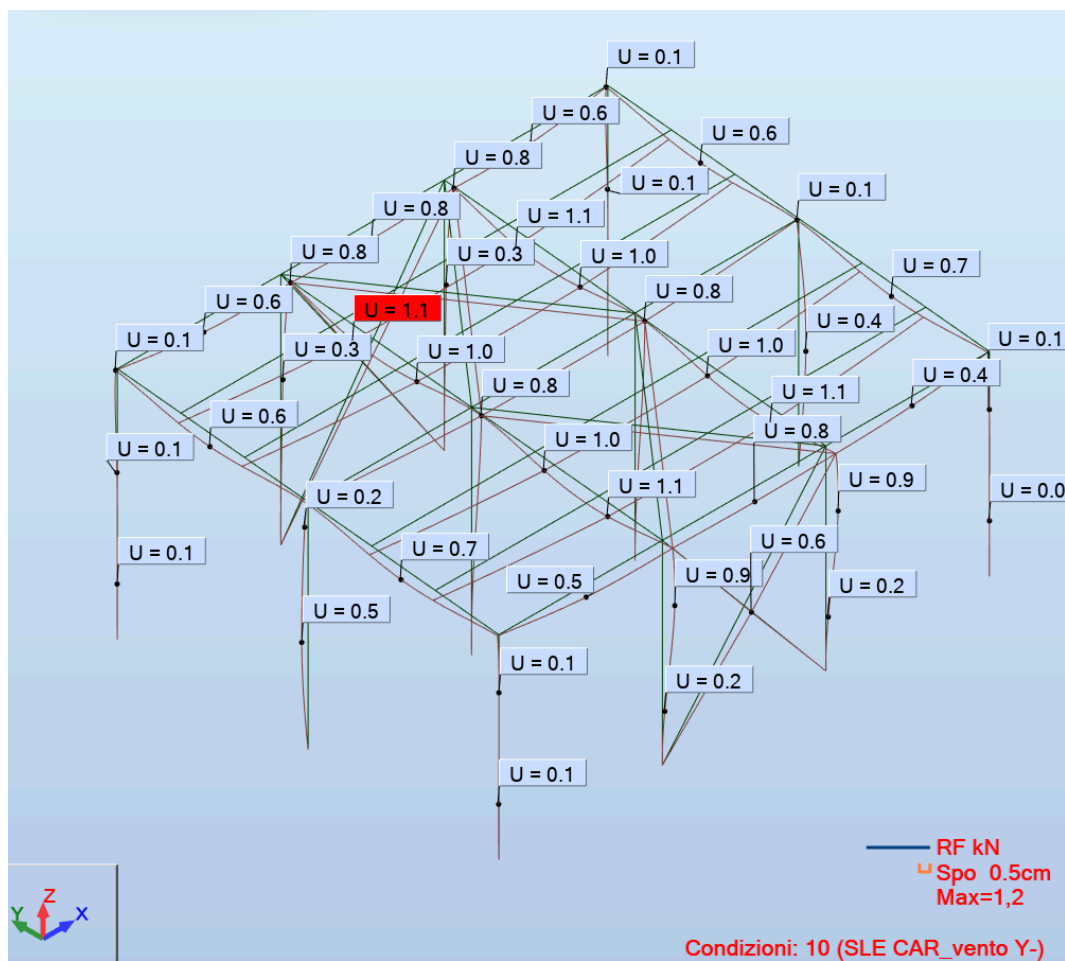 U = 0.1
U = 0.6
U = 0.6
U = 0.8
U = 0.1
U = 0.1
U = 0.8
U = 1.1
U = 0.8
U = 0.3
U = 1.0
U = 0.7
U = 0.8
U = 0.6
U = 1.1
U = 0.4
U = 0.1
U = 0.1
U = 0.3
U = 1.0
U = 1.0
U = 0.4
U = 0.8
U = 1.1
U = 0.6
U = 0.8
U = 1.0
U = 0.1
U = 0.9
U = 1.1
U = 0.0
U = 0.2
U = 0.6
U = 0.1
U = 0.7
U = 0.9
U = 0.5
U = 0.2
U = 0.5
U = 0.1
U = 0.2
U = 0.1
RF kN
Spo 0.5cm
Max=1,2
Z
Y
X
Condizioni: 10 (SLE CAR_vento Y-)